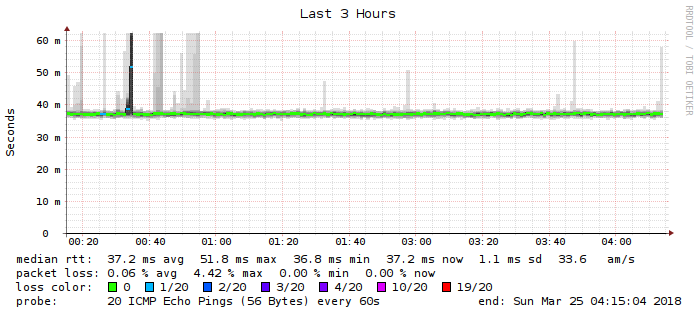 Last 3 Hours
RRDTOOL / TOBI OETIKER
Seconds
60 m
50 m
40 m
30 m
20 m
10 m
0
00:20 00:40 01:00 01:20 01:40 02:00 02:20 02:40 03:00 03:20 03:40 04:00
median rtt: 37.2 ms avg 51.8 ms max 36.8 ms min 37.2 ms now 1.1 ms sd 33.6 am/s
packet loss: 0.06 % avg 4.42 % max 0.00 % min 0.00 % now
loss color: 0 1/20 2/20 3/20 4/20 10/20 19/20
probe: 20 ICMP Echo Pings (56 Bytes) every 60s end: Sun Mar 25 04:15:04 2018